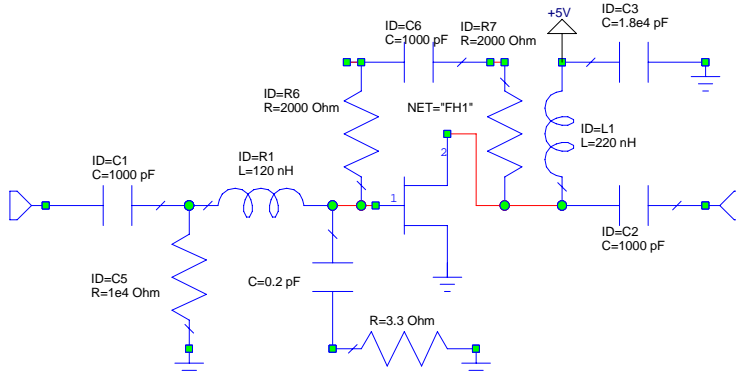 +5V
ID=C6
C=1000 pF
ID=R7
R=2000 Ohm
ID=C3
C=1.8e4 pF
ID=R6
R=2000 Ohm
NET="FH1"
2
ID=L1
L=220 nH
ID=C1
C=1000 pF
ID=R1
L=120 nH
1
ID=C2
C=1000 pF
ID=C5
R=1e4 Ohm
C=0.2 pF
R=3.3 Ohm